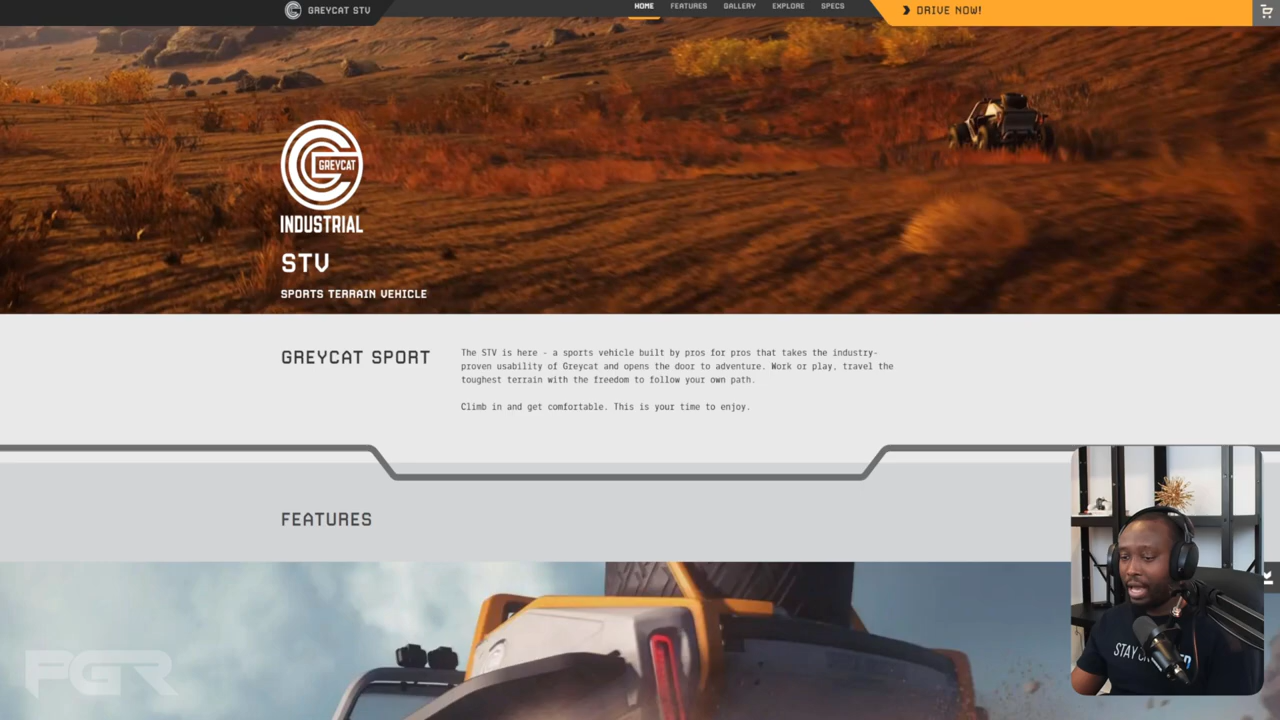 GREYCAT STV
HOME FEATURES GALLERY EXPLORE SPECS
DRIVE NOW!
GREYCAT
INDUSTRIAL
STV
SPORTS TERRAIN VEHICLE
GREYCAT SPORT
The STV is here - a sports vehicle built by pros for pros that takes the industry-
proven usability of Greycat and opens the door to adventure. Work or play, travel the
toughest terrain with the freedom to follow your own path.
Climb in and get comfortable. This is your time to enjoy.
FEATURES
PGR
STAY